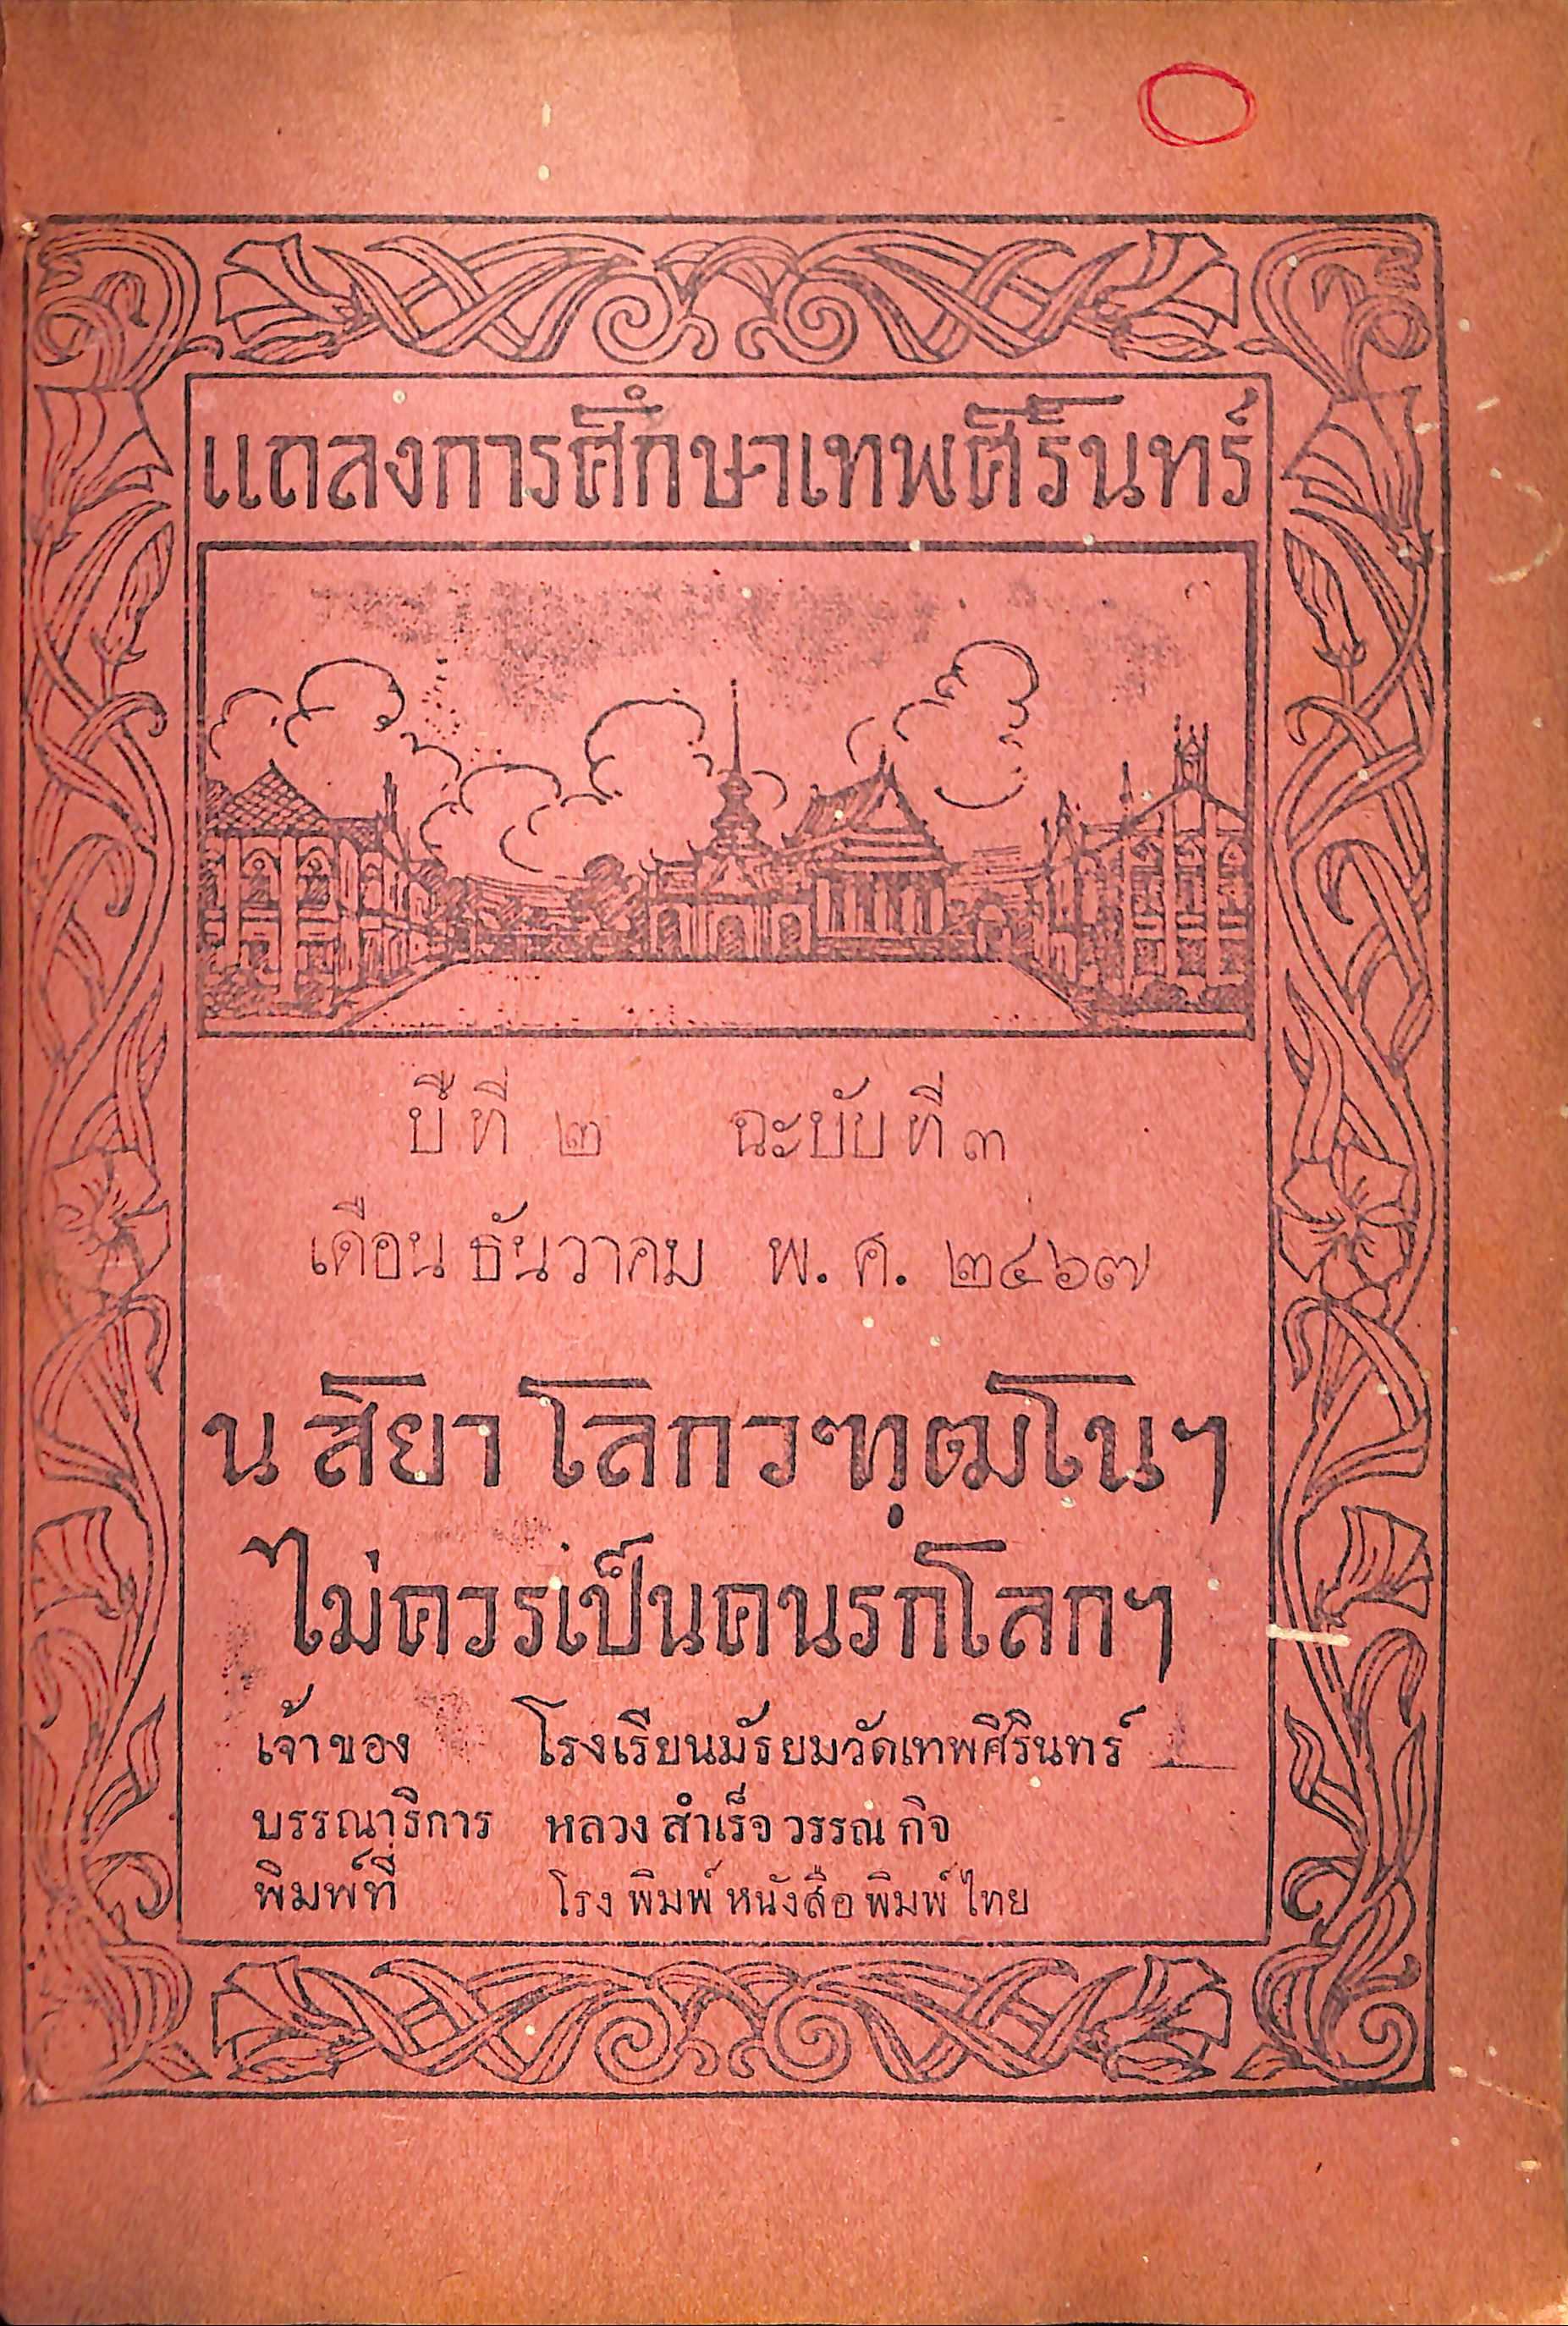 แถลงการศึกษาเทพศิรินทร์
ปีที่ ๒ ฉะบับที่ ๓
เดือน ธันวาคม พ.ศ. ๒๔๖๗
น สิยา โลกวฑฺฒโนฯ
ไม่ควรเป็นคนรกโลกฯ
เจ้าของ โรงเรียนมัธยมวัดเทพศิรินทร์
บรรณาธิการ หลวงสำเร็จวรรณกิจ
พิมพ์ที่ โรงพิมพ์หนังสือพิมพ์ไทย